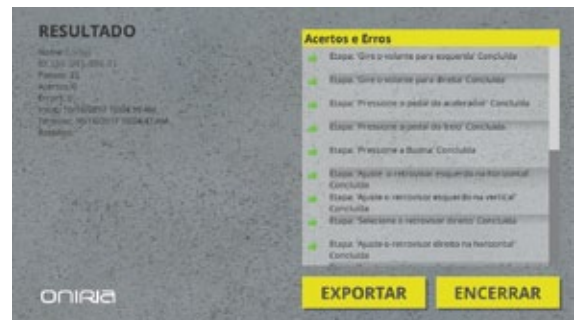 RESULTADO
Acertos e Erros
Etapa: 'Gire o volante para esquerda' Concluída
Etapa: 'Gire o volante para direita' Concluída
Etapa: 'Pressione o pedal do acelerador' Concluída
Etapa: 'Pressione o pedal do freio' Concluída
Etapa: 'Pressione a Buzina' Concluída
Etapa: 'Ajuste o retrovisor esquerdo na horizontal'
Concluída
Etapa: 'Ajuste o retrovisor esquerdo na vertical'
Concluída
Etapa: 'Selecione o retrovisor direito' Concluída
Etapa: 'Ajuste o retrovisor direito na horizontal'
Concluída
ONIRIA
EXPORTAR
ENCERRAR